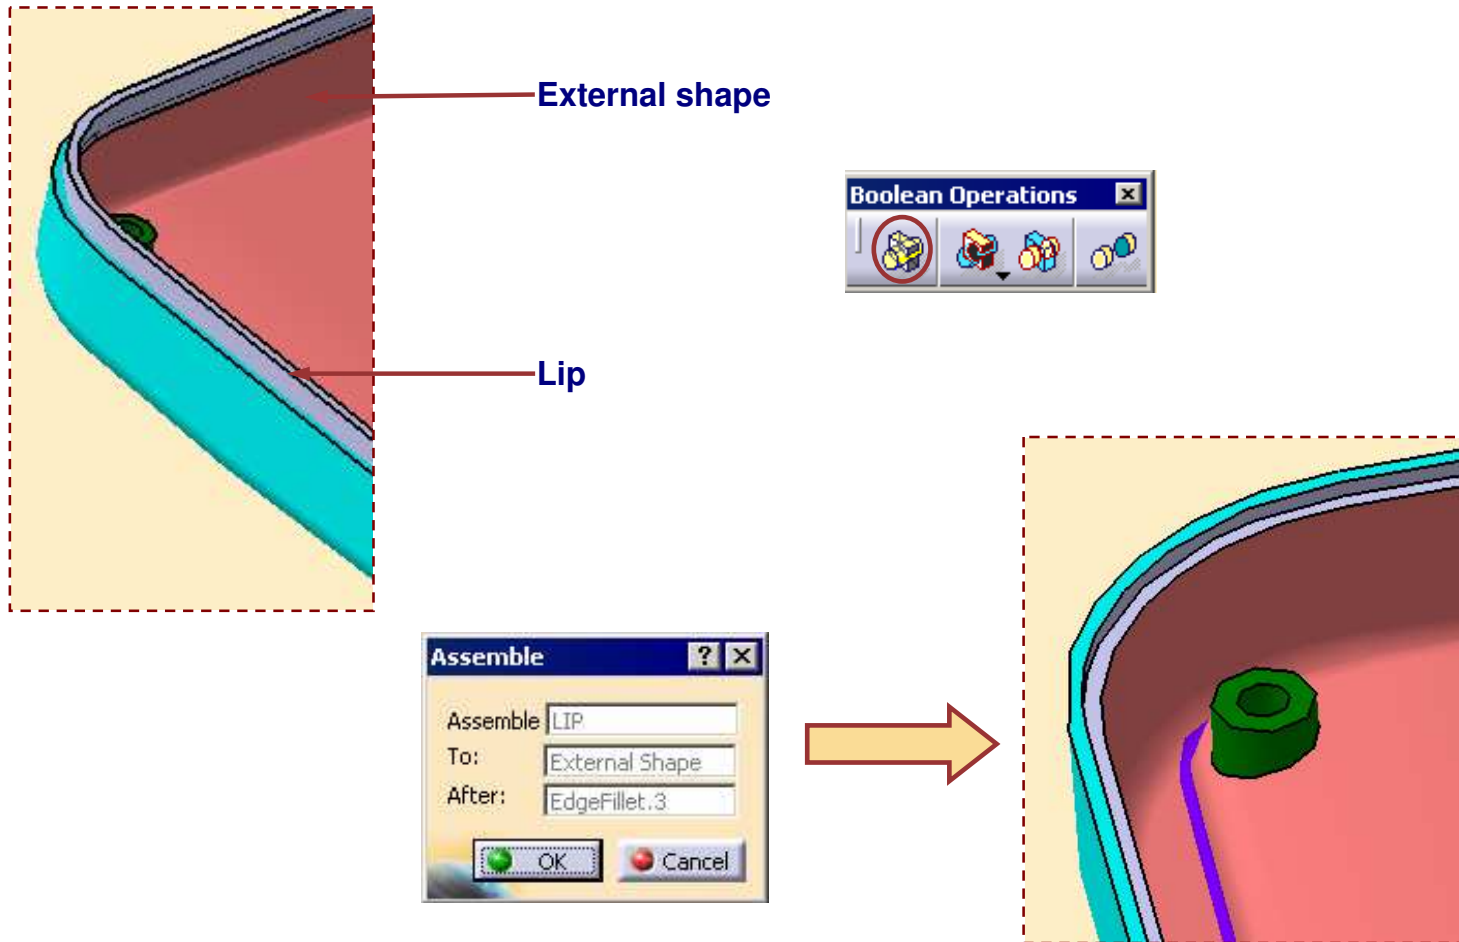 External shape
Boolean Operations
Lip
Assemble
Assemble LIP
To: External Shape
After: EdgeFillet.3
OK Cancel